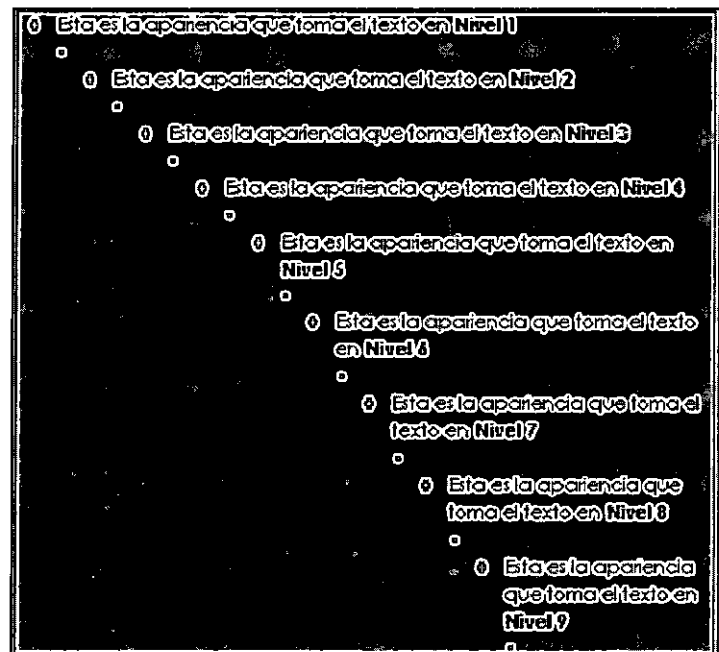 Esta es la apariencia que toma el texto en Nivel 1
Esta es la apariencia que toma el texto en Nivel 2
Esta es la apariencia que toma el texto en Nivel 3
Esta es la apariencia que toma el texto en Nivel 4
Esta es la apariencia que toma el texto en
Nivel 5
Esta es la apariencia que toma el texto
en Nivel 6
Esta es la apariencia que toma el
texto en Nivel 7
Esta es la apariencia que
toma el texto en Nivel 8
Esta es la apariencia
que toma el texto en
Nivel 9